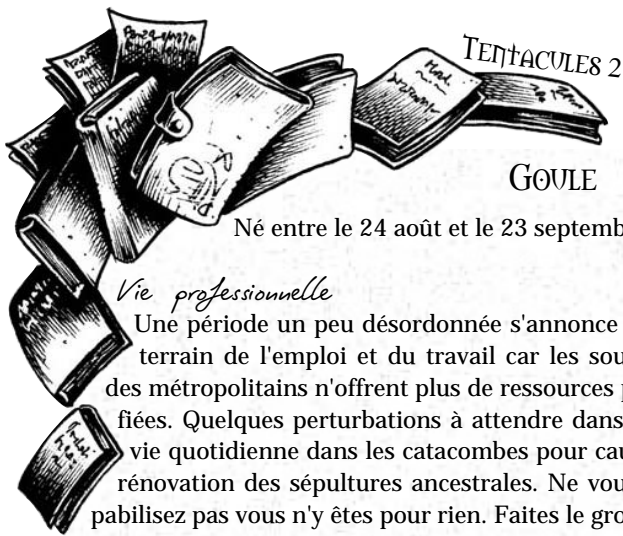 TENTACULES 2
GOULE
Né entre le 24 août et le 23 septemb
Vie professionnelle
Une période un peu désordonnée s'annonce
terrain de l'emploi et du travail car les sou
des métropolitains n'offrent plus de ressources p
fiées. Quelques perturbations à attendre dans
vie quotidienne dans les catacombes pour cau
rénovation des sépultures ancestrales. Ne vou
pabilisez pas vous n'y êtes pour rien. Faites le gro